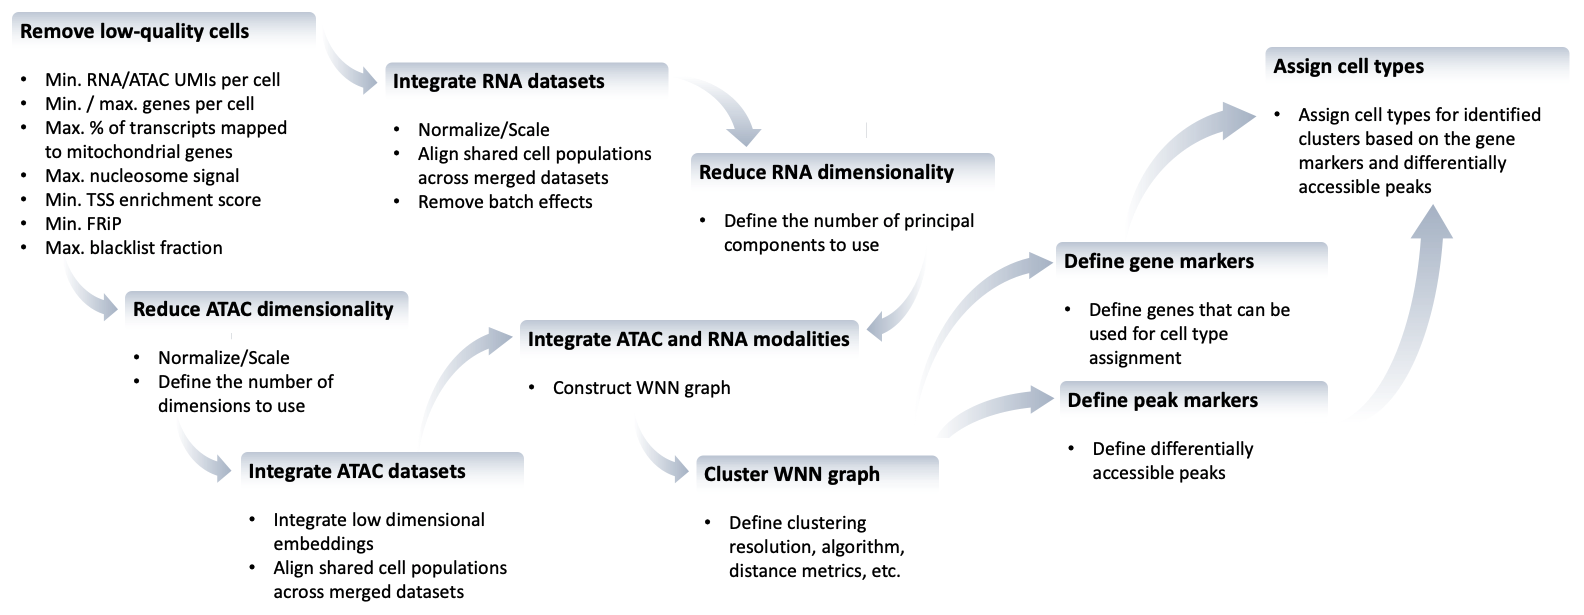 Remove low-quality cells
• Min. RNA/ATAC UMIs per cell
• Min. / max. genes per cell
• Max. % of transcripts mapped
to mitochondrial genes
• Max. nucleosome signal
• Min. TSS enrichment score
• Min. FRiP
• Max. blacklist fraction
Integrate RNA datasets
• Normalize/Scale
• Align shared cell populations
across merged datasets
• Remove batch effects
Reduce RNA dimensionality
• Define the number of principal
components to use
Reduce ATAC dimensionality
• Normalize/Scale
• Define the number of
dimensions to use
Integrate ATAC datasets
• Integrate low dimensional
embeddings
• Align shared cell populations
across merged datasets
Integrate ATAC and RNA modalities
• Construct WNN graph
Cluster WNN graph
• Define clustering
resolution, algorithm,
distance metrics, etc.
Define gene markers
• Define genes that can be
used for cell type
assignment
Define peak markers
• Define differentially
accessible peaks
Assign cell types
• Assign cell types for identified
clusters based on the gene
markers and differentially
accessible peaks